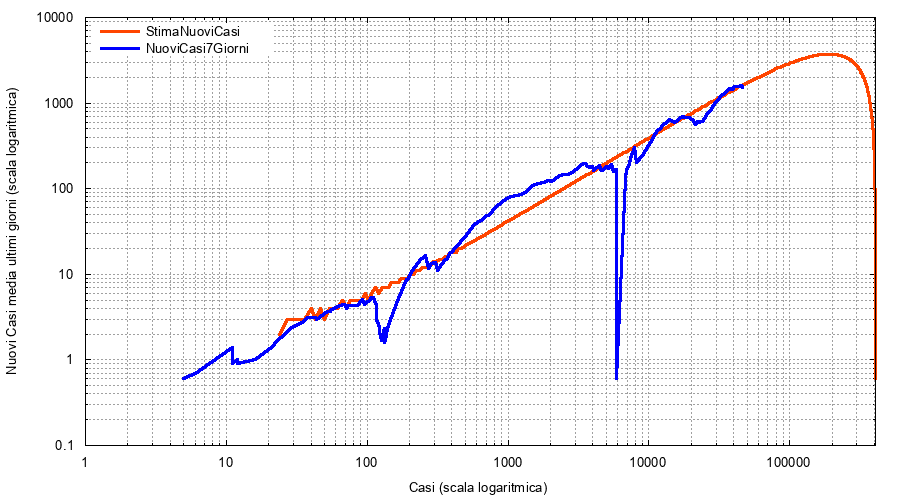 10000
1000
100
10
1
0.1
StimaNuoviCasi
NuoviCasi7Giorni
Nuovi Casi media ultimi giorni (scala logaritmica)
1 10 100 1000 10000 100000
Casi (scala logaritmica)